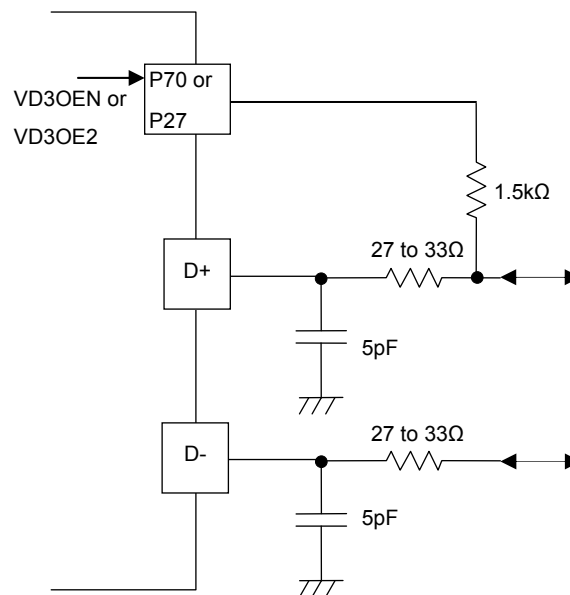 P70 or
VD3OEN or
P27
VD3OE2
1.5kΩ
27 to 33Ω
D+
5pF
27 to 33Ω
D-
5pF